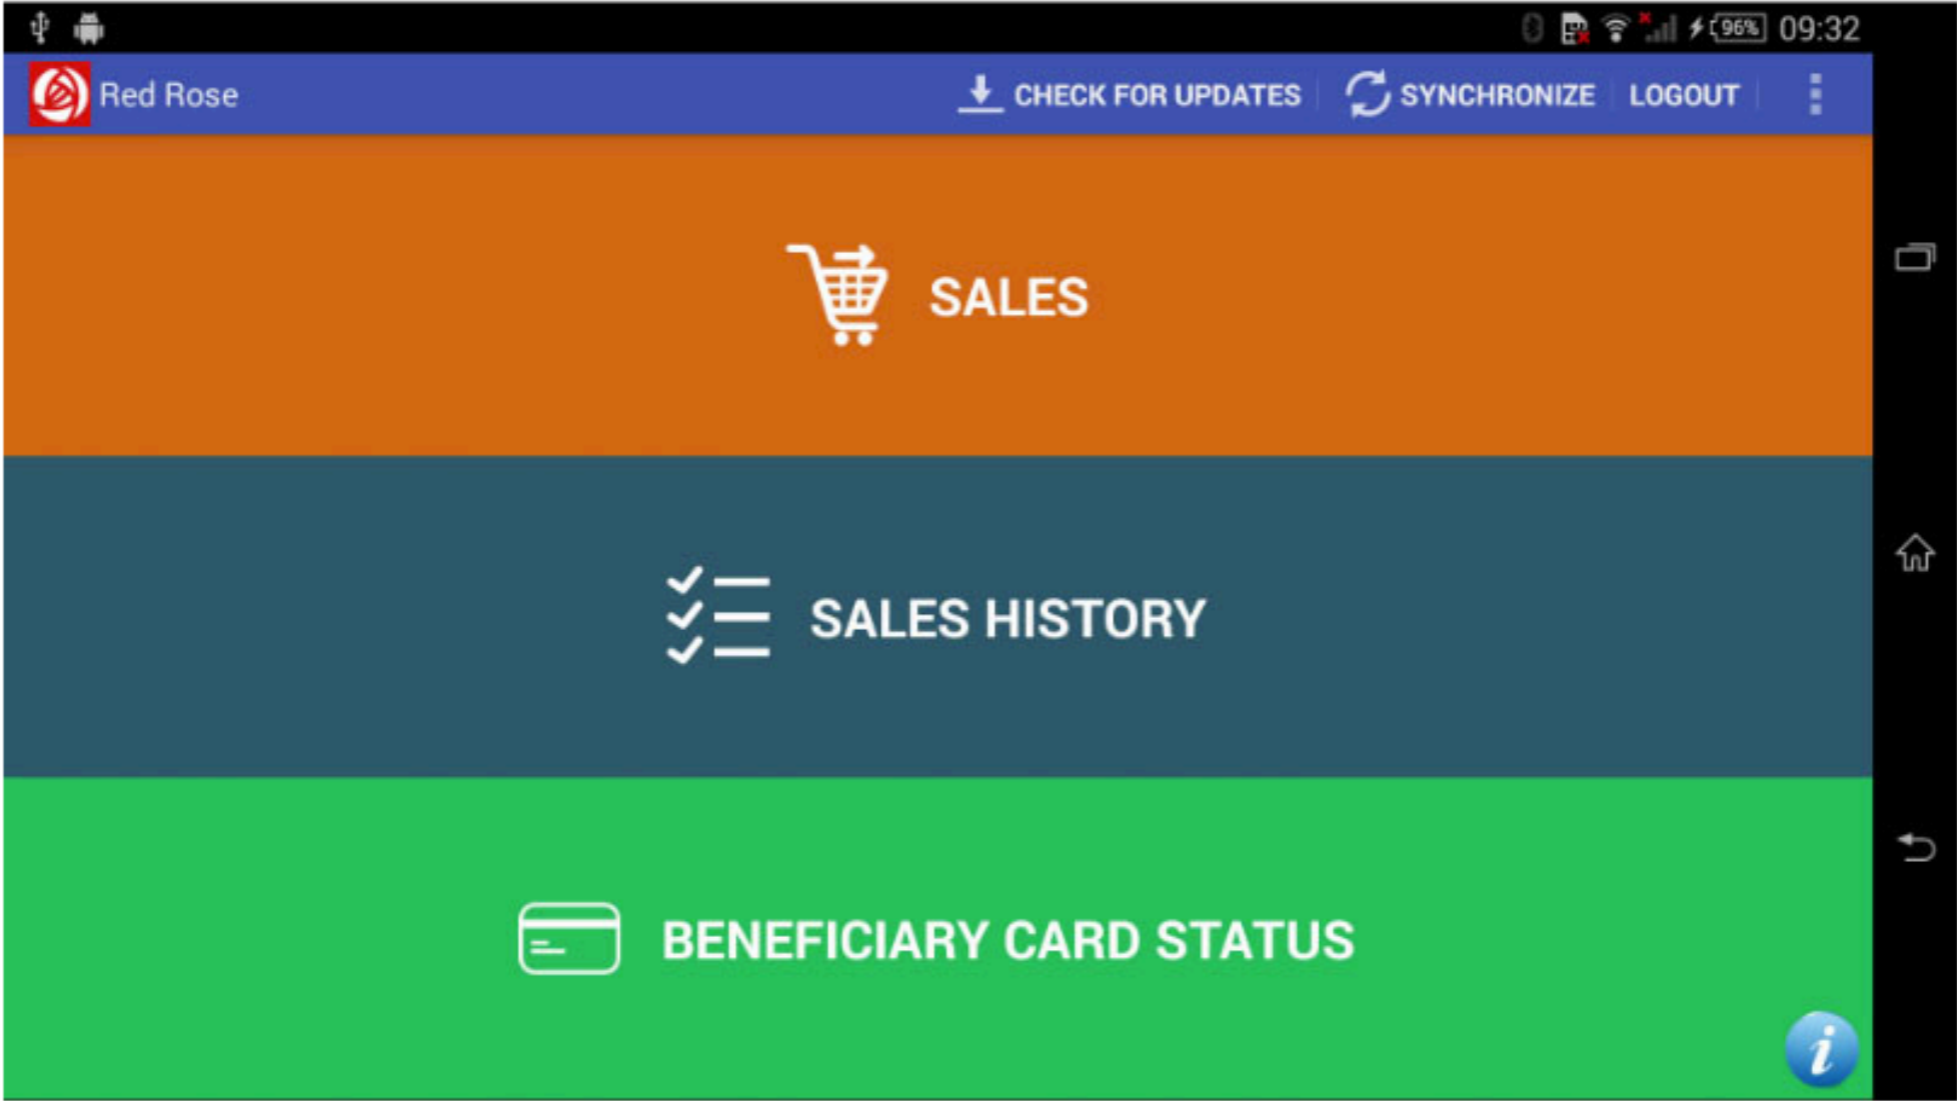 96% 09:32
Red Rose CHECK FOR UPDATES SYNCHRONIZE LOGOUT
SALES
SALES HISTORY
BENEFICIARY CARD STATUS
i